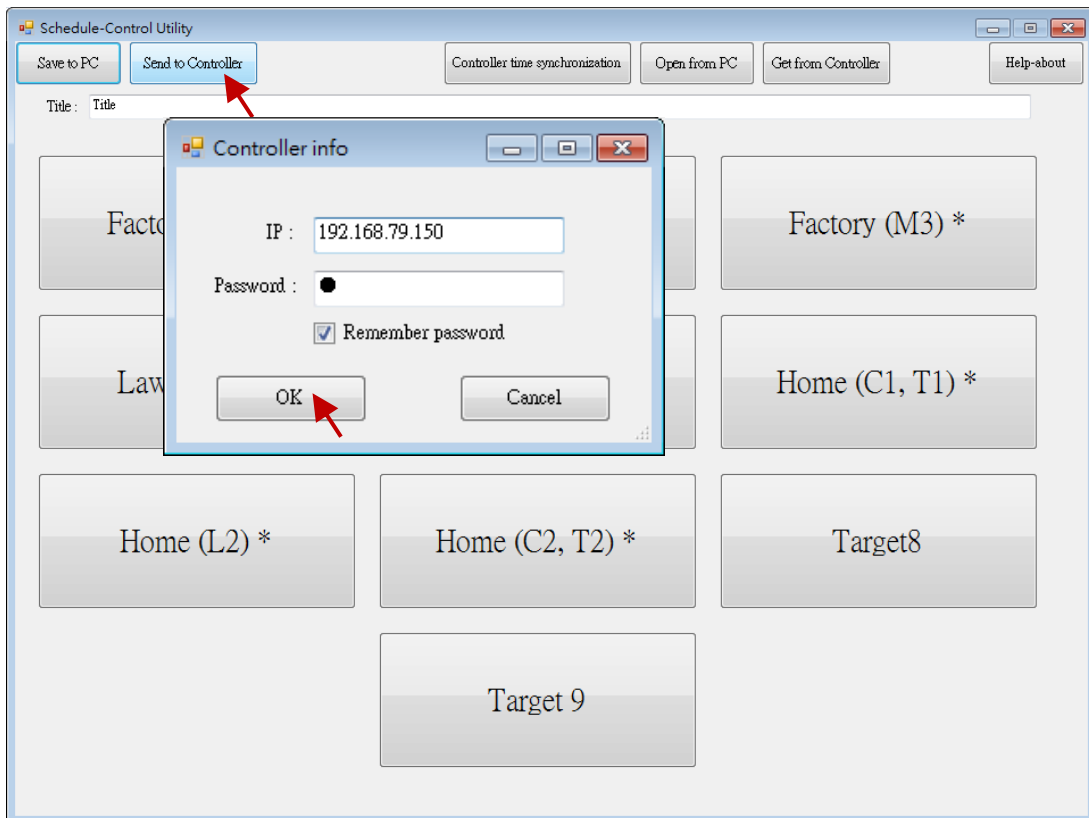 Schedule-Control Utility
Save to PC
Send to Controller
Controller time synchronization
Open from PC
Get from Controller
Help-about
Title : Title
Controller info
IP : 192.168.79.150
Password : ●
Remember password
OK
Cancel
Factory (M3) *
Home (C1, T1) *
Home (L2) *
Home (C2, T2) *
Target8
Target 9